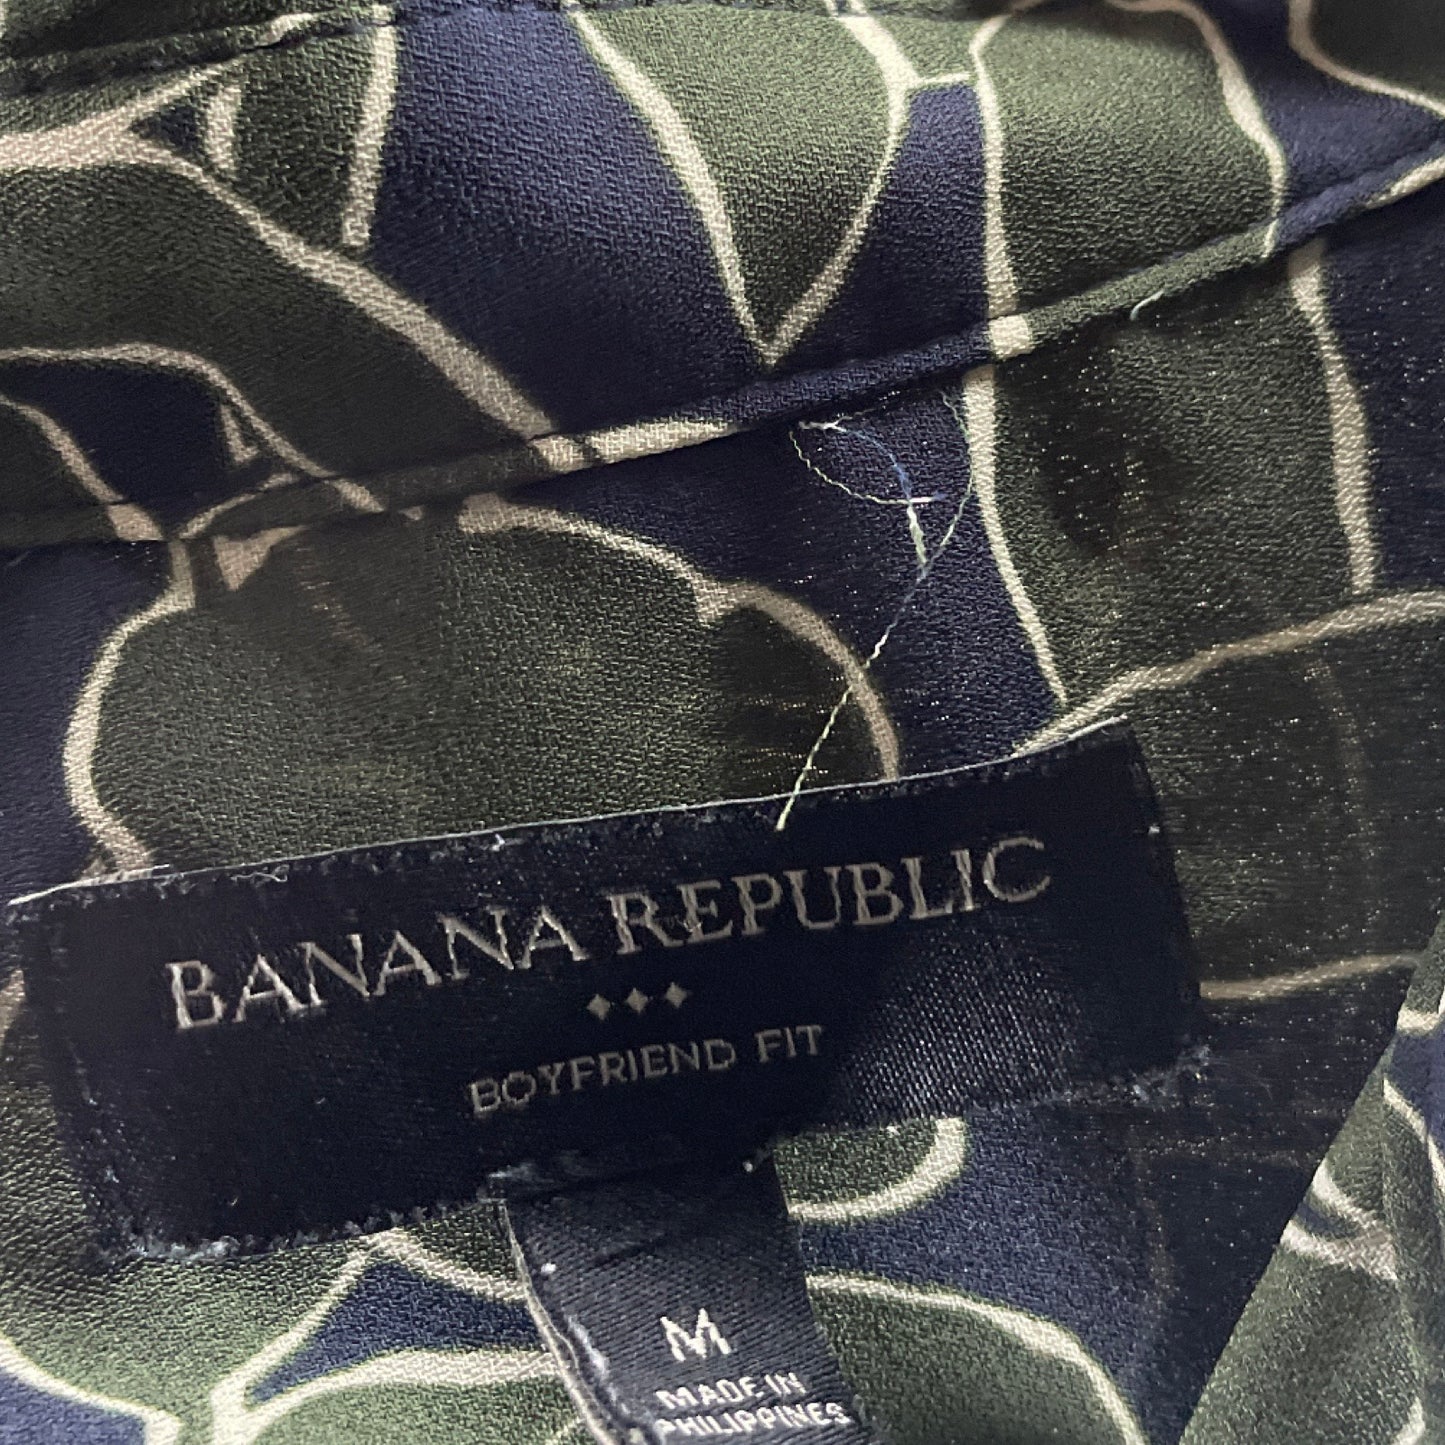 BANANA REPUBLIC
BOYFRIEND FIT
M
MADE IN
PHILIPPINES